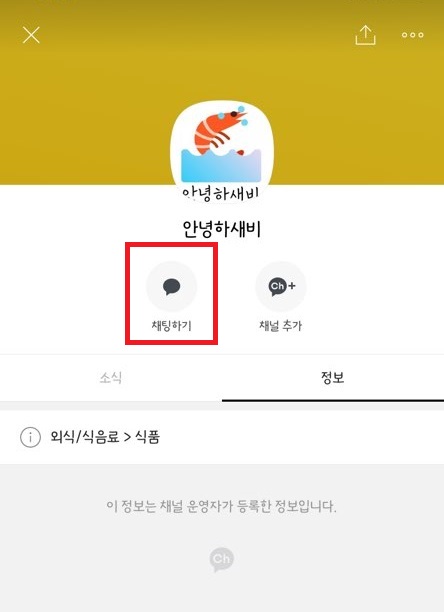 안녕하새비
안녕하새비
Ch+
채팅하기
채널 추가
소식
정보
외식/식음료 > 식품
이 정보는 채널 운영자가 등록한 정보입니다.
Ch